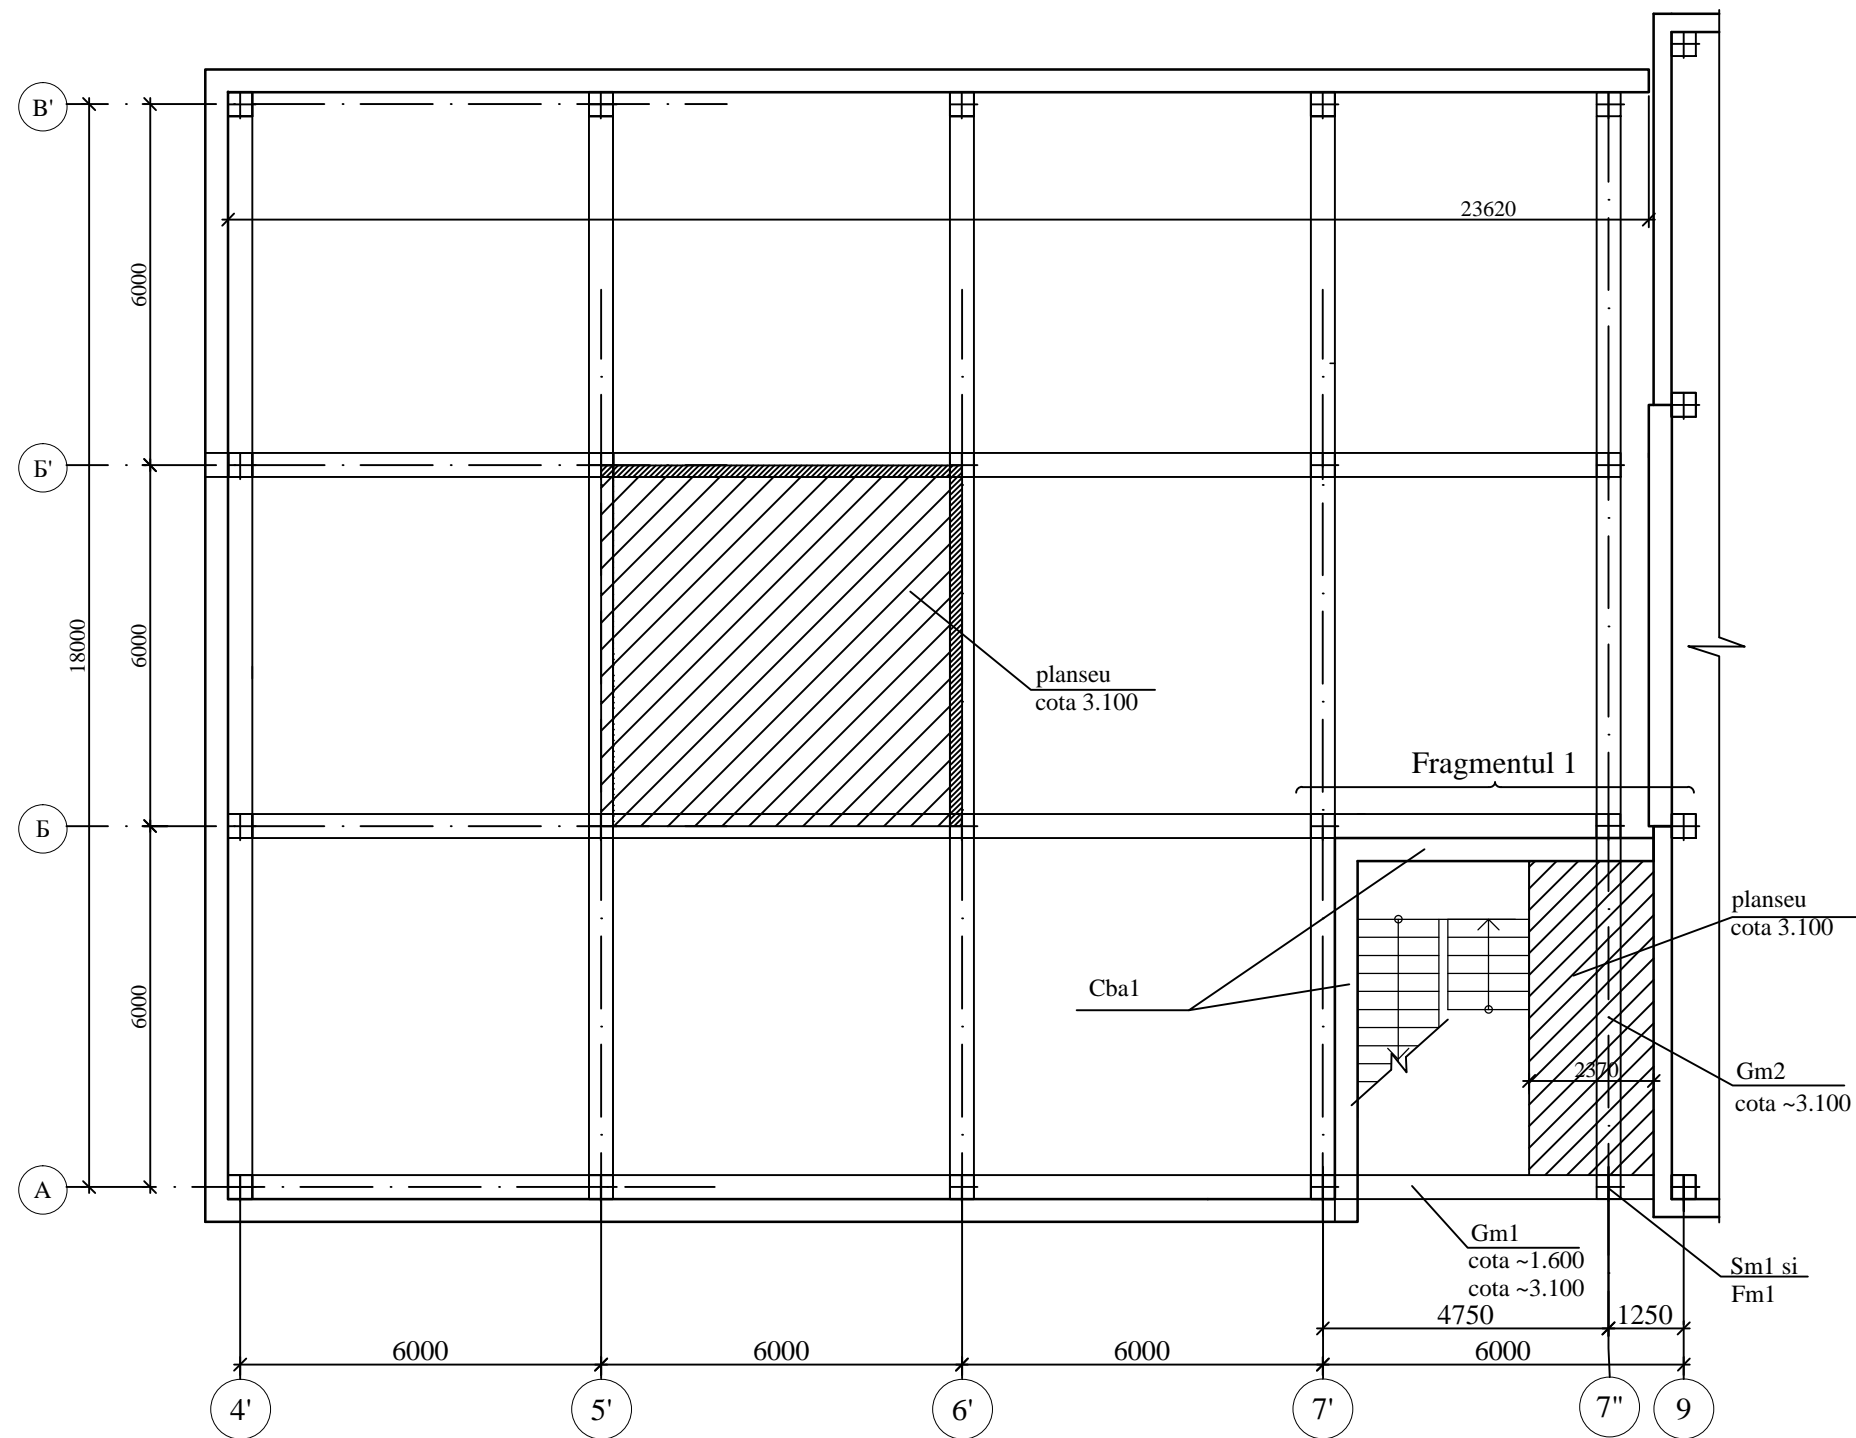 В'
23620
6000
Б'
18000
6000
planseu
cota 3.100
Fragmentul 1
Б
planseu
cota 3.100
Cba1
6000
2370
Gm2
cota ~3.100
А
Gm1
cota ~1.600
cota ~3.100
Sm1 si
Fm1
4750
1250
6000
6000
6000
6000
4'
5'
6'
7'
7"
9